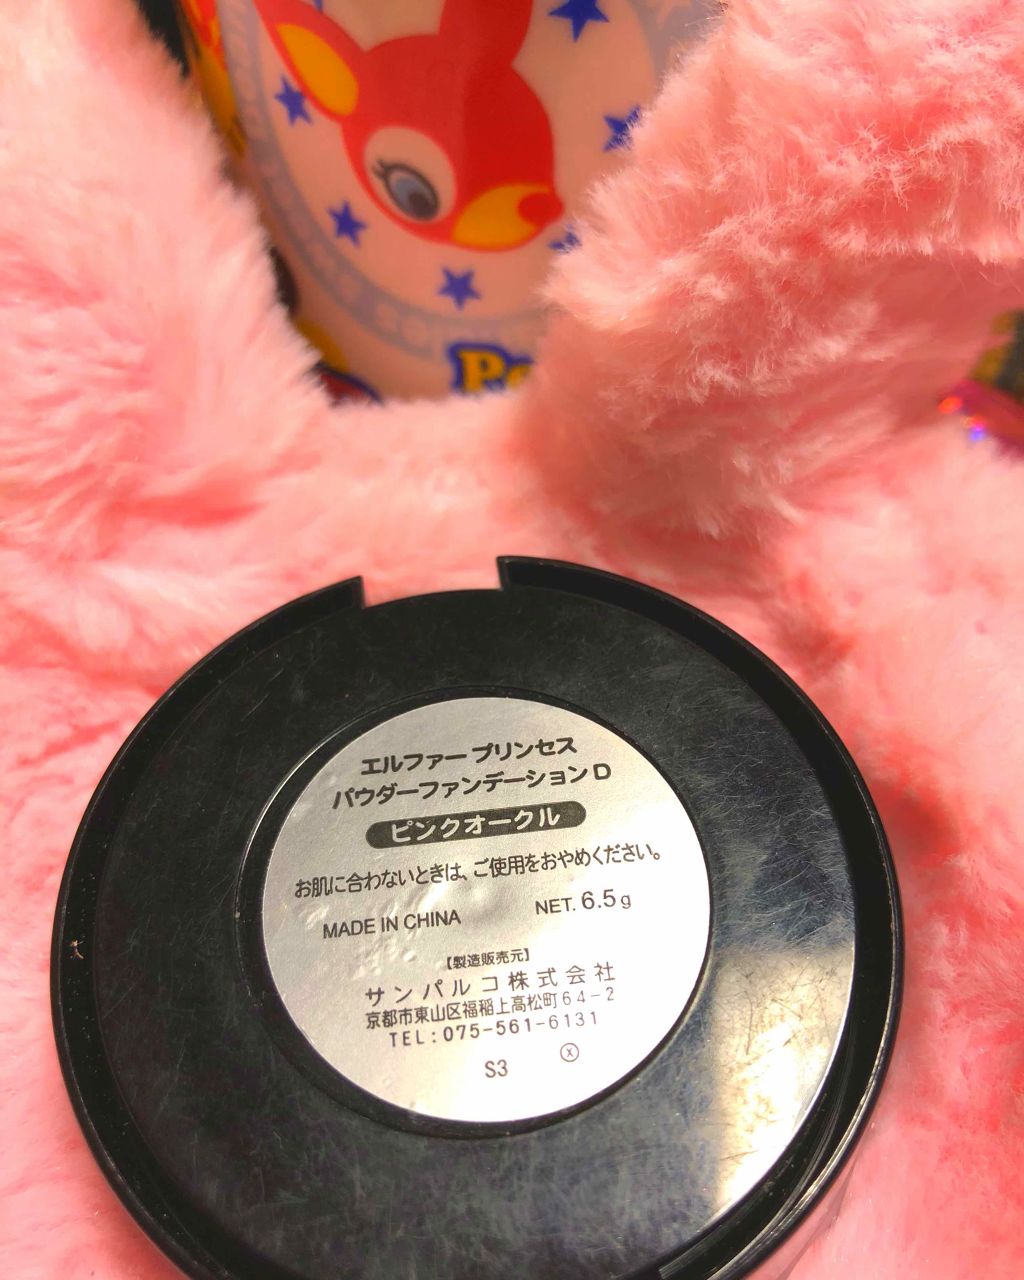 エルファー プリンセス
パウダーファンデーション D
ピンクオークル
お肌に合わないときは、ご使用をおやめください。
MADE IN CHINA NET. 6.5g
【製造販売元】
サンパルコ株式会社
京都市東山区福稲上高松町64-2
TEL:075-561-6131
S3 ⓧ